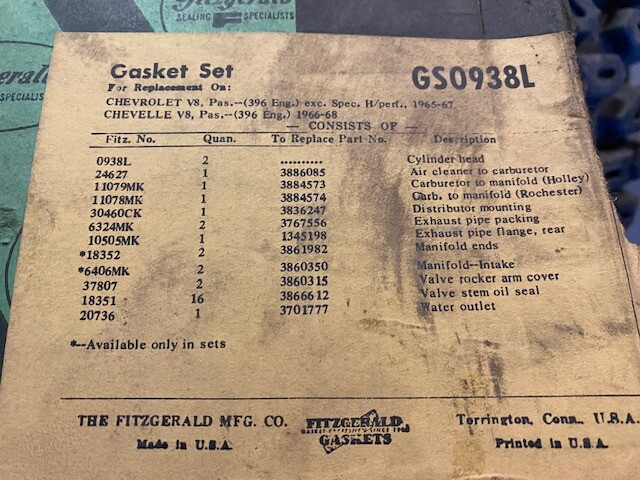 Fitzgerald
SEALING SPECIALISTS
Gasket Set GS0938L
For Replacement On:
CHEVROLET V8, Pas.--(396 Eng.) exc. Spec. H/perf., 1965-67
CHEVELLE V8, Pas.--(396 Eng.) 1966-68
— CONSISTS OF —
Fitz. No. Quan. To Replace Part No. Description
0938L 2 .......... Cylinder head
24627 1 3886085 Air cleaner to carburetor
11079MK 1 3884573 Carburetor to manifold (Holley)
11078MK 1 3884574 Carb. to manifold (Rochester)
30460CK 1 3836247 Distributor mounting
6324MK 2 3767556 Exhaust pipe packing
10505MK 1 1345198 Exhaust pipe flange, rear
*18352 2 3861982 Manifold ends
*6406MK 2 3860350 Manifold--Intake
37807 2 3860315 Valve rocker arm cover
18351 16 3866612 Valve stem oil seal
20736 1 3701777 Water outlet
*--Available only in sets
THE FITZGERALD MFG. CO. FITZGERALD GASKETS Torrington, Conn., U.S.A.
Made in U.S.A. Printed in U.S.A.